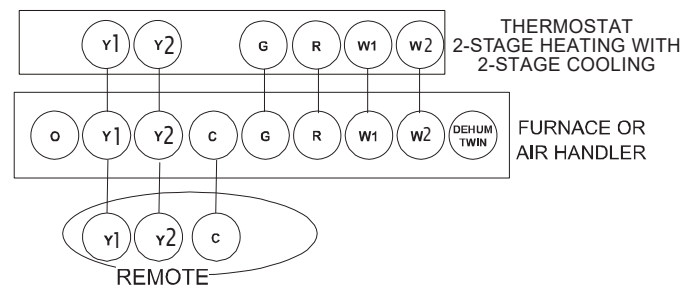 THERMOSTAT
2-STAGE HEATING WITH
2-STAGE COOLING
Y1 Y2 G R W1 W2
O Y1 Y2 C G R W1 W2 DEHUM
TWIN
FURNACE OR
AIR HANDLER
Y1 Y2 C
REMOTE